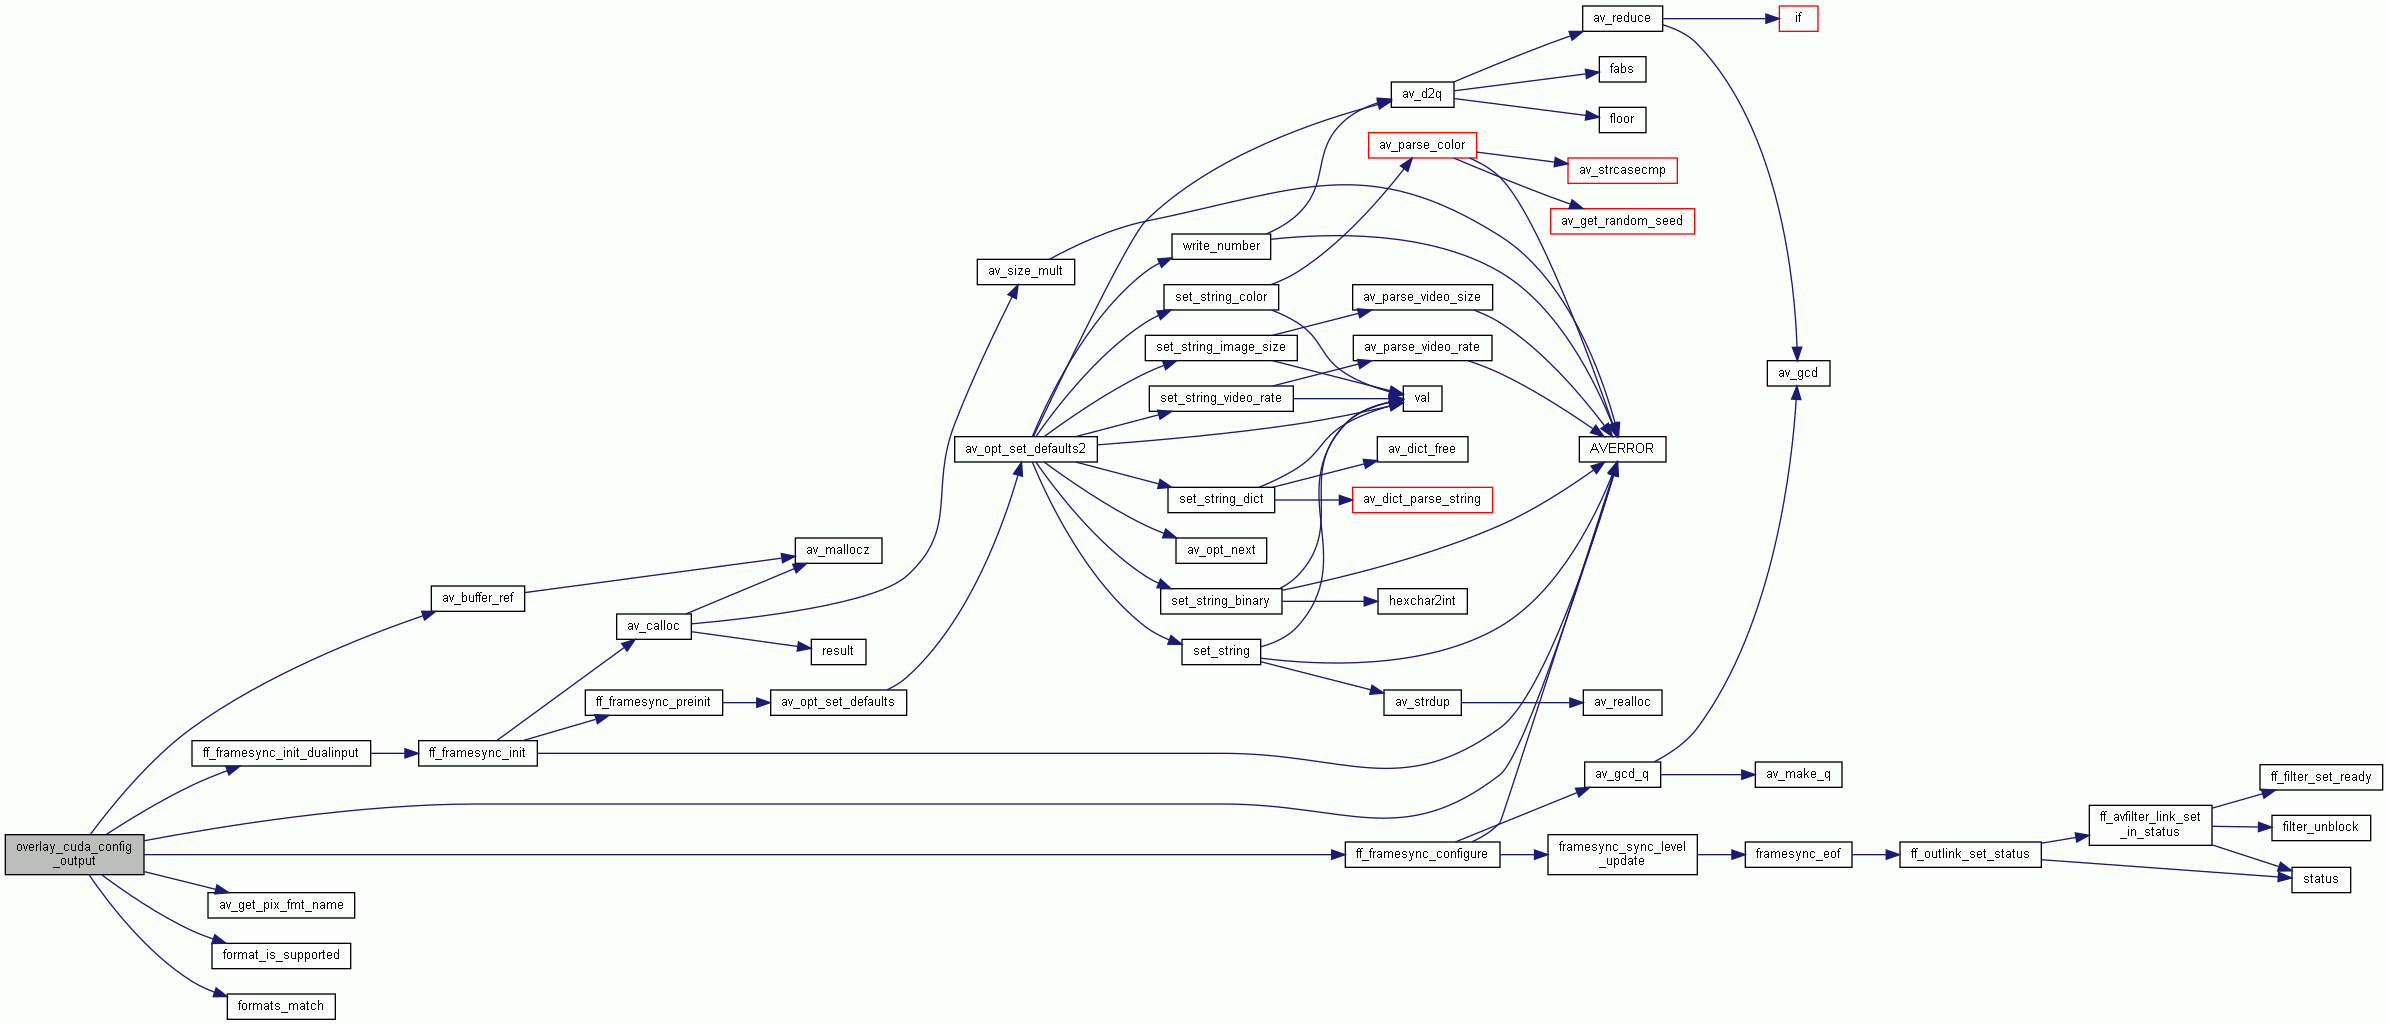 av_reduce
if
fabs
av_d2q
floor
av_parse_color
av_strcasecmp
av_get_random_seed
write_number
av_size_mult
set_string_color
av_parse_video_size
set_string_image_size
av_parse_video_rate
av_gcd
set_string_video_rate
val
av_opt_set_defaults2
av_dict_free
AVERROR
set_string_dict
av_dict_parse_string
av_mallocz
av_opt_next
av_buffer_ref
set_string_binary
hexchar2int
av_calloc
result
set_string
ff_framesync_preinit
av_opt_set_defaults
av_strdup
av_realloc
ff_framesync_init_dualinput
ff_framesync_init
av_gcd_q
av_make_q
ff_filter_set_ready
ff_avfilter_link_set
_in_status
filter_unblock
overlay_cuda_config
_output
ff_framesync_configure
framesync_sync_level
_update
framesync_eof
ff_outlink_set_status
status
av_get_pix_fmt_name
format_is_supported
formats_match